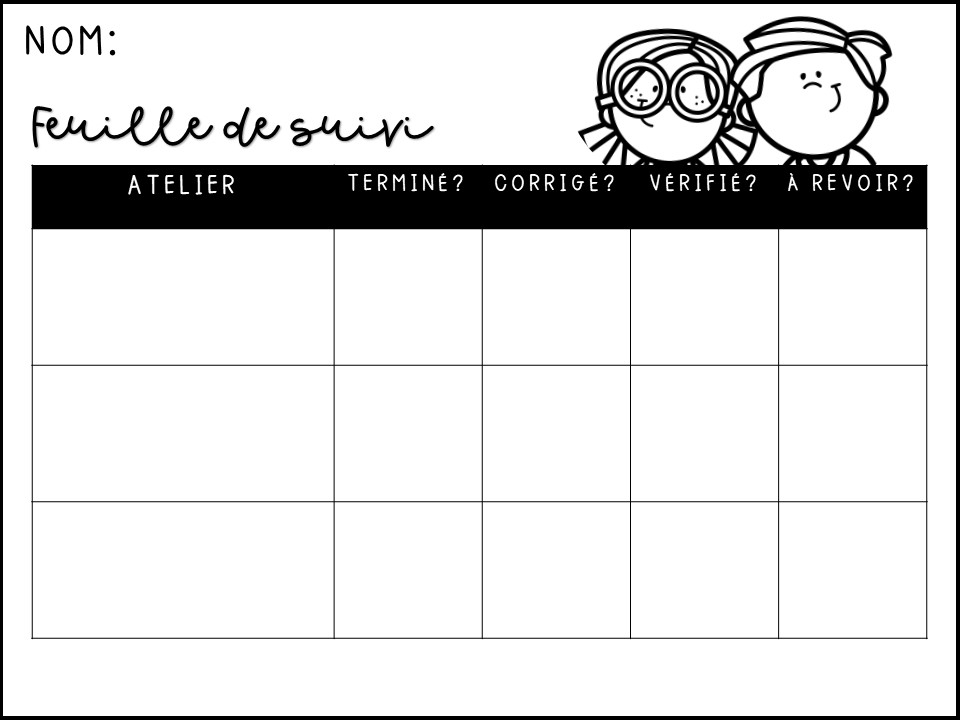 NOM:
Feuille de suivi
ATELIER TERMINÉ? CORRIGÉ? VÉRIFIÉ? À REVOIR?